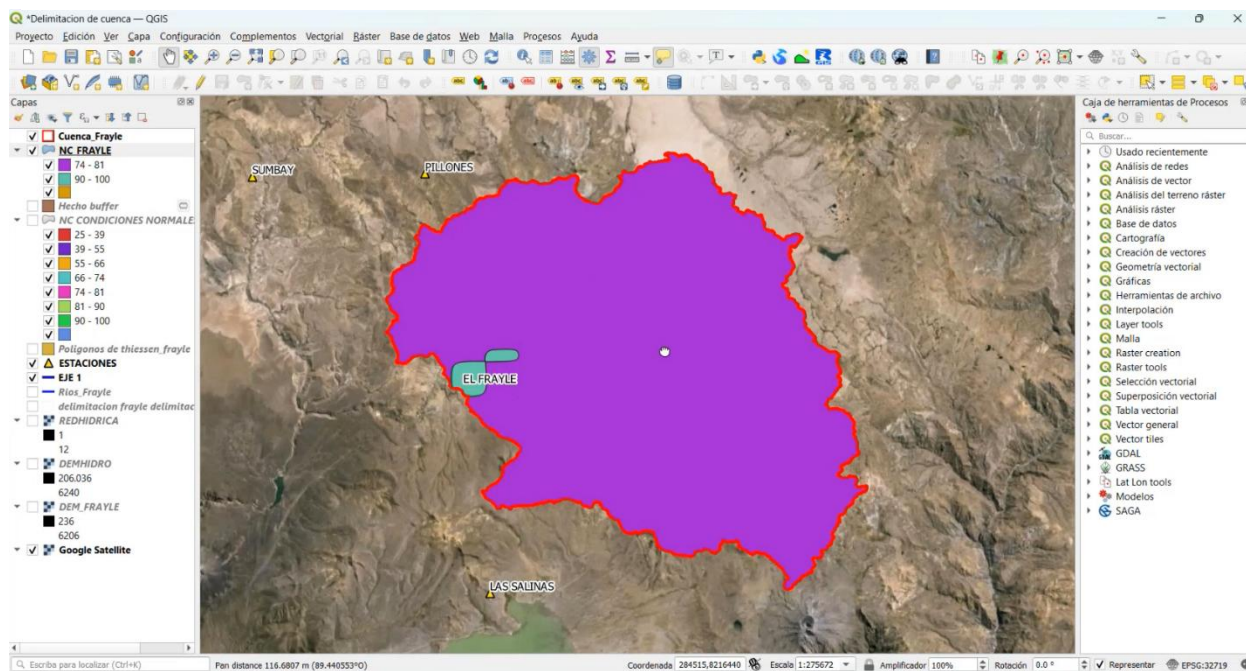 *Delimitacion de cuenca — QGIS
Proyecto Edición Ver Capa Configuración Complementos Vectorial Ráster Base de datos Web Malla Procesos Ayuda
Capas
Cuenca_Frayle
NC FRAYLE
74 - 81
90 - 100
Hecho buffer
NC CONDICIONES NORMALE
25 - 39
39 - 55
55 - 66
66 - 74
74 - 81
81 - 90
90 - 100
Poligonos de thiessen_frayle
ESTACIONES
EJE 1
Rios_Frayle
delimitacion frayle delimitac
REDHIDRICA
1
12
DEMHIDRO
206.036
6240
DEM_FRAYLE
236
6206
Google Satellite
SUMBAY
PILLONES
EL FRAYLE
LAS SALINAS
Caja de herramientas de Procesos
Buscar...
Usado recientemente
Análisis de redes
Análisis de vector
Análisis del terreno ráster
Análisis ráster
Base de datos
Cartografía
Creación de vectores
Geometría vectorial
Gráficas
Herramientas de archivo
Interpolación
Layer tools
Malla
Raster creation
Raster tools
Selección vectorial
Superposición vectorial
Tabla vectorial
Vector general
Vector tiles
GDAL
GRASS
Lat Lon tools
Modelos
SAGA
Escriba para localizar (Ctrl+K)
Pan distance 116.6807 m (89.440553°O)
Coordenada 284515,8216440 Escala 1:275672 Amplificador 100% Rotación 0.0 ° Representar EPSG:32719